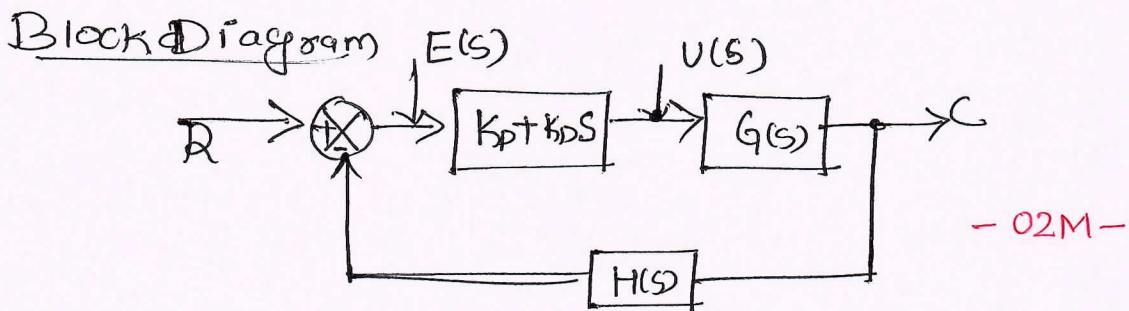 Block Diagram
E(S) U(S)
R + - Kp+KDS G(S) C
- 02M -
H(S)